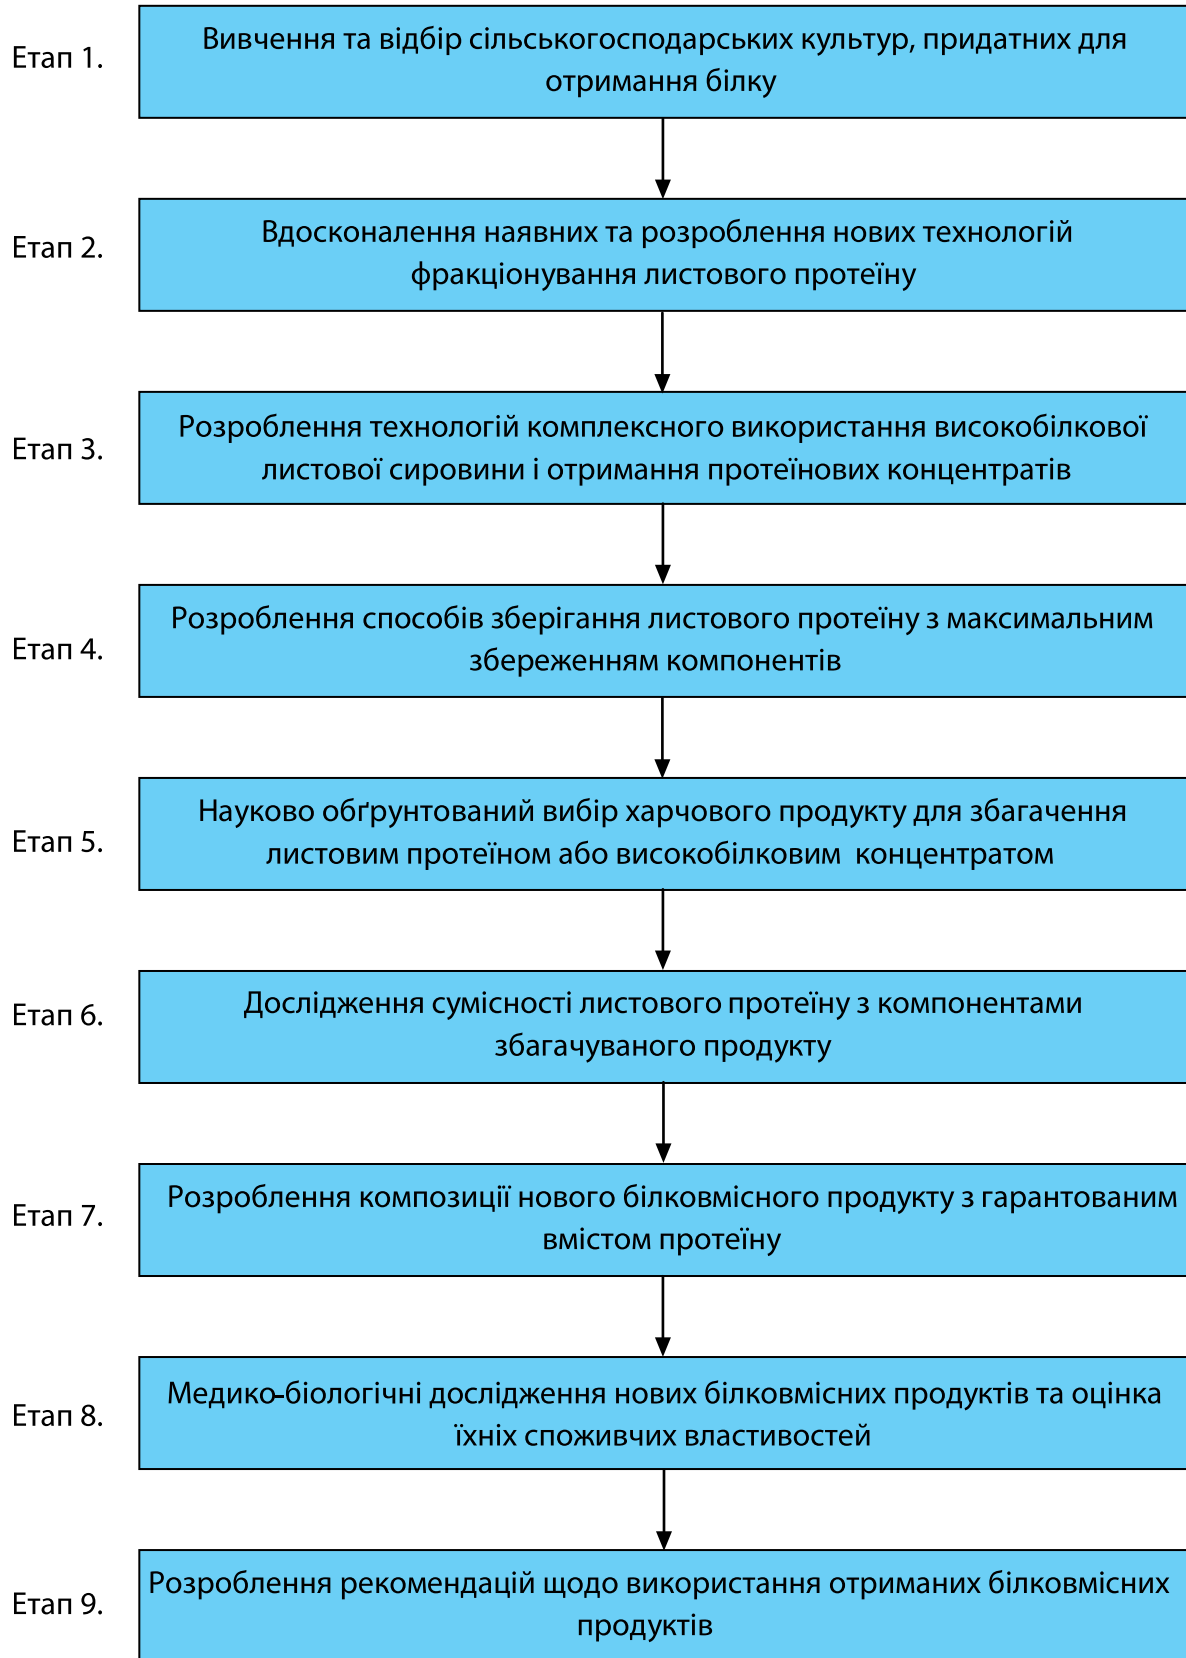 Етап 1.
Вивчення та відбір сільськогосподарських культур, придатних для
отримання білку
Етап 2.
Вдосконалення наявних та розроблення нових технологій
фракціонування листового протеїну
Етап 3.
Розроблення технологій комплексного використання високобілкової
листової сировини і отримання протеїнових концентратів
Етап 4.
Розроблення способів зберігання листового протеїну з максимальним
збереженням компонентів
Етап 5.
Науково обґрунтований вибір харчового продукту для збагачення
листовим протеїном або високобілковим концентратом
Етап 6.
Дослідження сумісності листового протеїну з компонентами
збагачуваного продукту
Етап 7.
Розроблення композиції нового білковмісного продукту з гарантованим
вмістом протеїну
Етап 8.
Медико-біологічні дослідження нових білковмісних продуктів та оцінка
їхніх споживчих властивостей
Етап 9.
Розроблення рекомендацій щодо використання отриманих білковмісних
продуктів